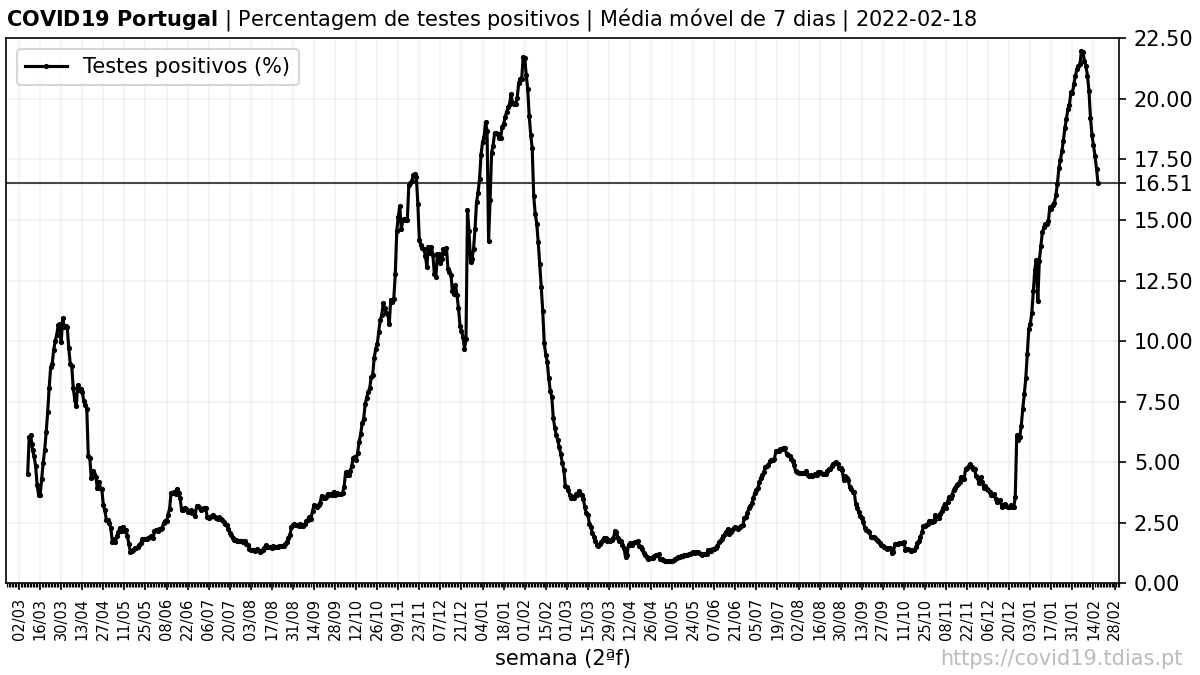 COVID19 Portugal | Percentagem de testes positivos | Média móvel de 7 dias | 2022-02-18
Testes positivos (%)
22.50
20.00
17.50
16.51
15.00
12.50
10.00
7.50
5.00
2.50
0.00
02/03 16/03 30/03 13/04 27/04 11/05 25/05 08/06 22/06 06/07 20/07 03/08 17/08 31/08 14/09 28/09 12/10 26/10 09/11 23/11 07/12 21/12 04/01 18/01 01/02 15/02 01/03 15/03 29/03 12/04 26/04 10/05 24/05 07/06 21/06 05/07 19/07 02/08 16/08 30/08 13/09 27/09 11/10 25/10 08/11 22/11 06/12 20/12 03/01 17/01 31/01 14/02 28/02
semana (2ªf)
https://covid19.tdias.pt